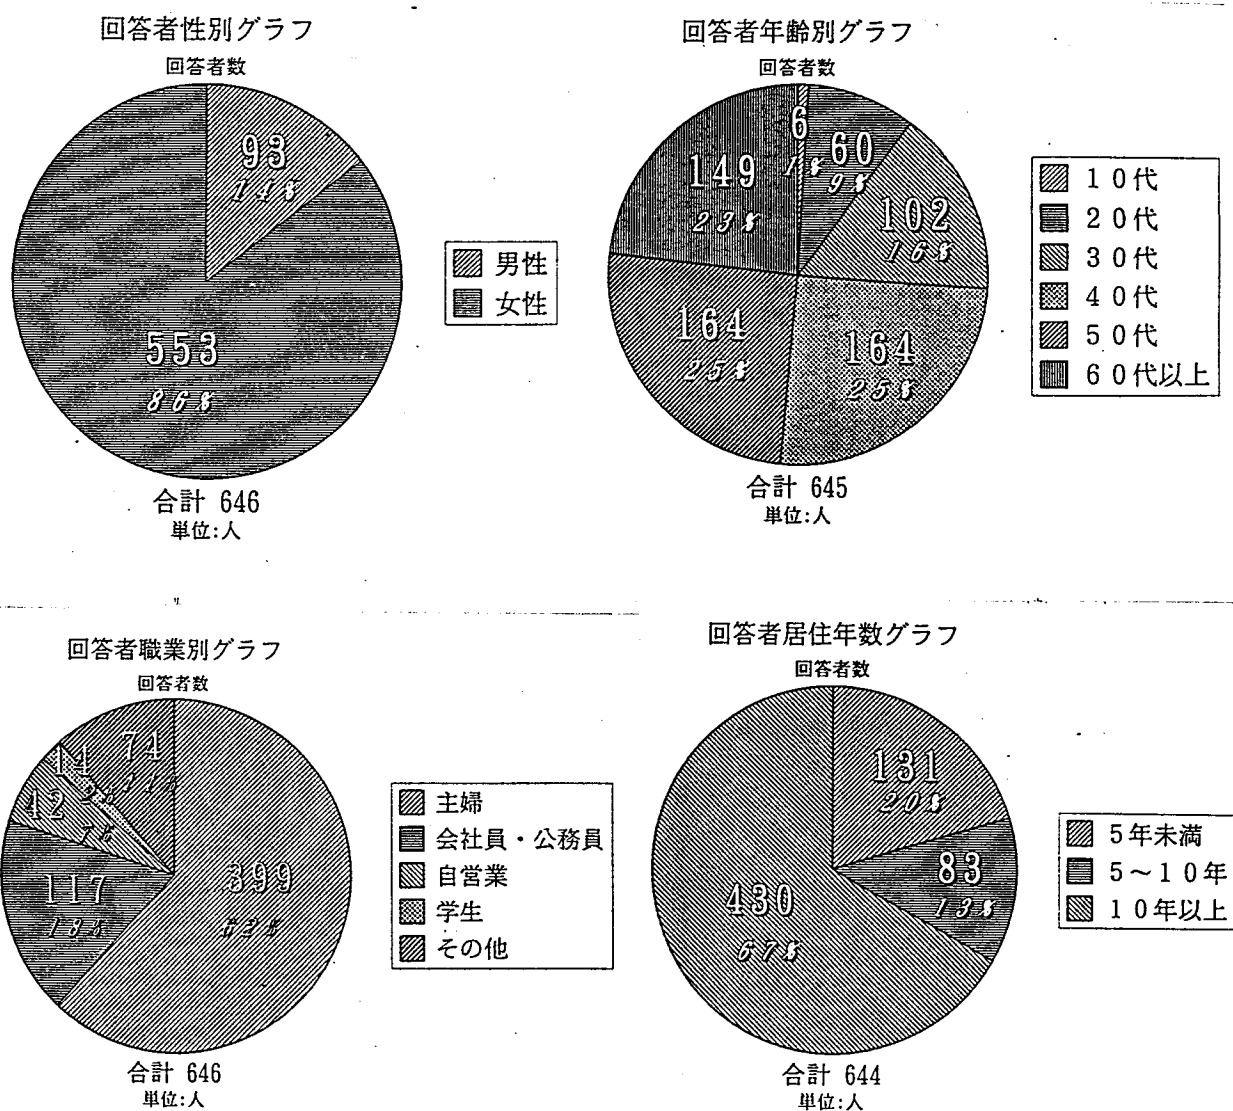 回答者性別グラフ
回答者数
93
14%
553
86%
男性
女性
合計 646
単位:人
回答者年齢別グラフ
回答者数
6
1%
60
9%
102
16%
164
25%
164
25%
149
23%
10代
20代
30代
40代
50代
60代以上
合計 645
単位:人
回答者職業別グラフ
回答者数
399
62%
117
18%
42
7%
14
74
11%
主婦
会社員・公務員
自営業
学生
その他
合計 646
単位:人
回答者居住年数グラフ
回答者数
131
20%
83
13%
430
67%
5年未満
5～10年
10年以上
合計 644
単位:人